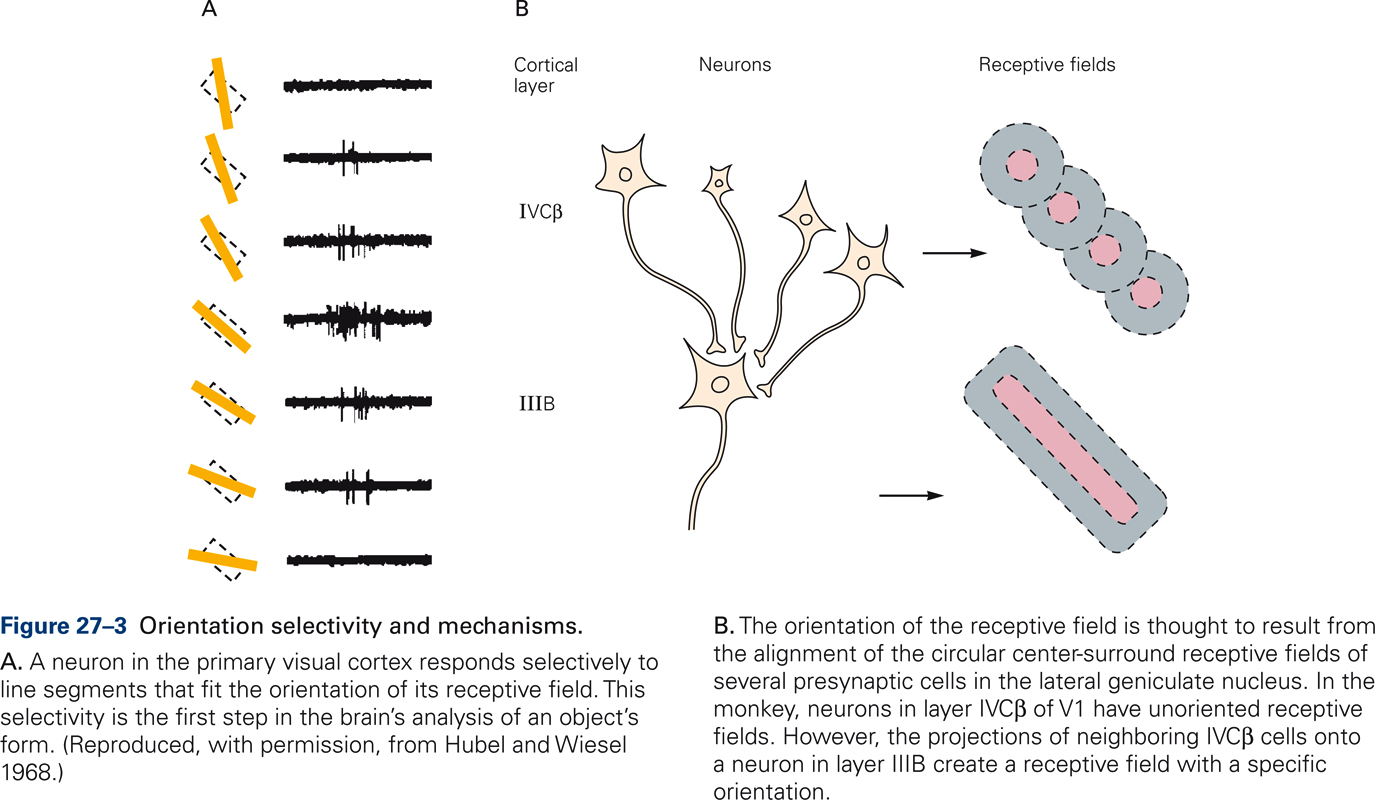 A
B
Cortical
layer
Neurons
Receptive fields
IVCβ
IIIB
Figure 27–3 Orientation selectivity and mechanisms.
A. A neuron in the primary visual cortex responds selectively to
line segments that fit the orientation of its receptive field. This
selectivity is the first step in the brain’s analysis of an object’s
form. (Reproduced, with permission, from Hubel and Wiesel
1968.)
B. The orientation of the receptive field is thought to result from
the alignment of the circular center-surround receptive fields of
several presynaptic cells in the lateral geniculate nucleus. In the
monkey, neurons in layer IVCβ of V1 have unoriented receptive
fields. However, the projections of neighboring IVCβ cells onto
a neuron in layer IIIB create a receptive field with a specific
orientation.